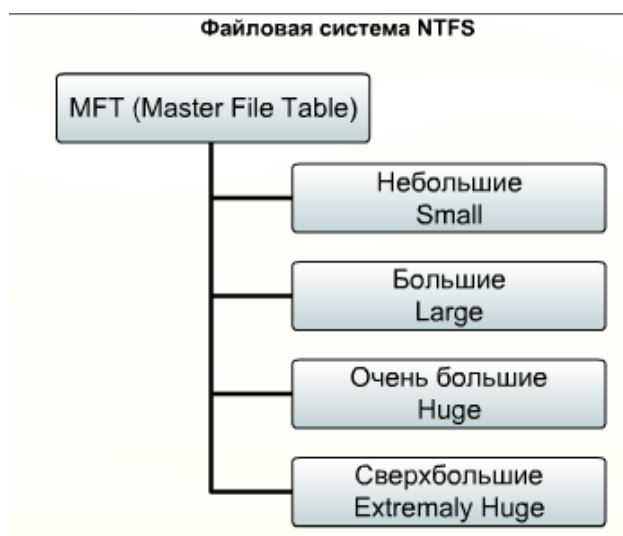 Файловая система NTFS
MFT (Master File Table)
Небольшие
Small
Большие
Large
Очень большие
Huge
Сверхбольшие
Extremaly Huge